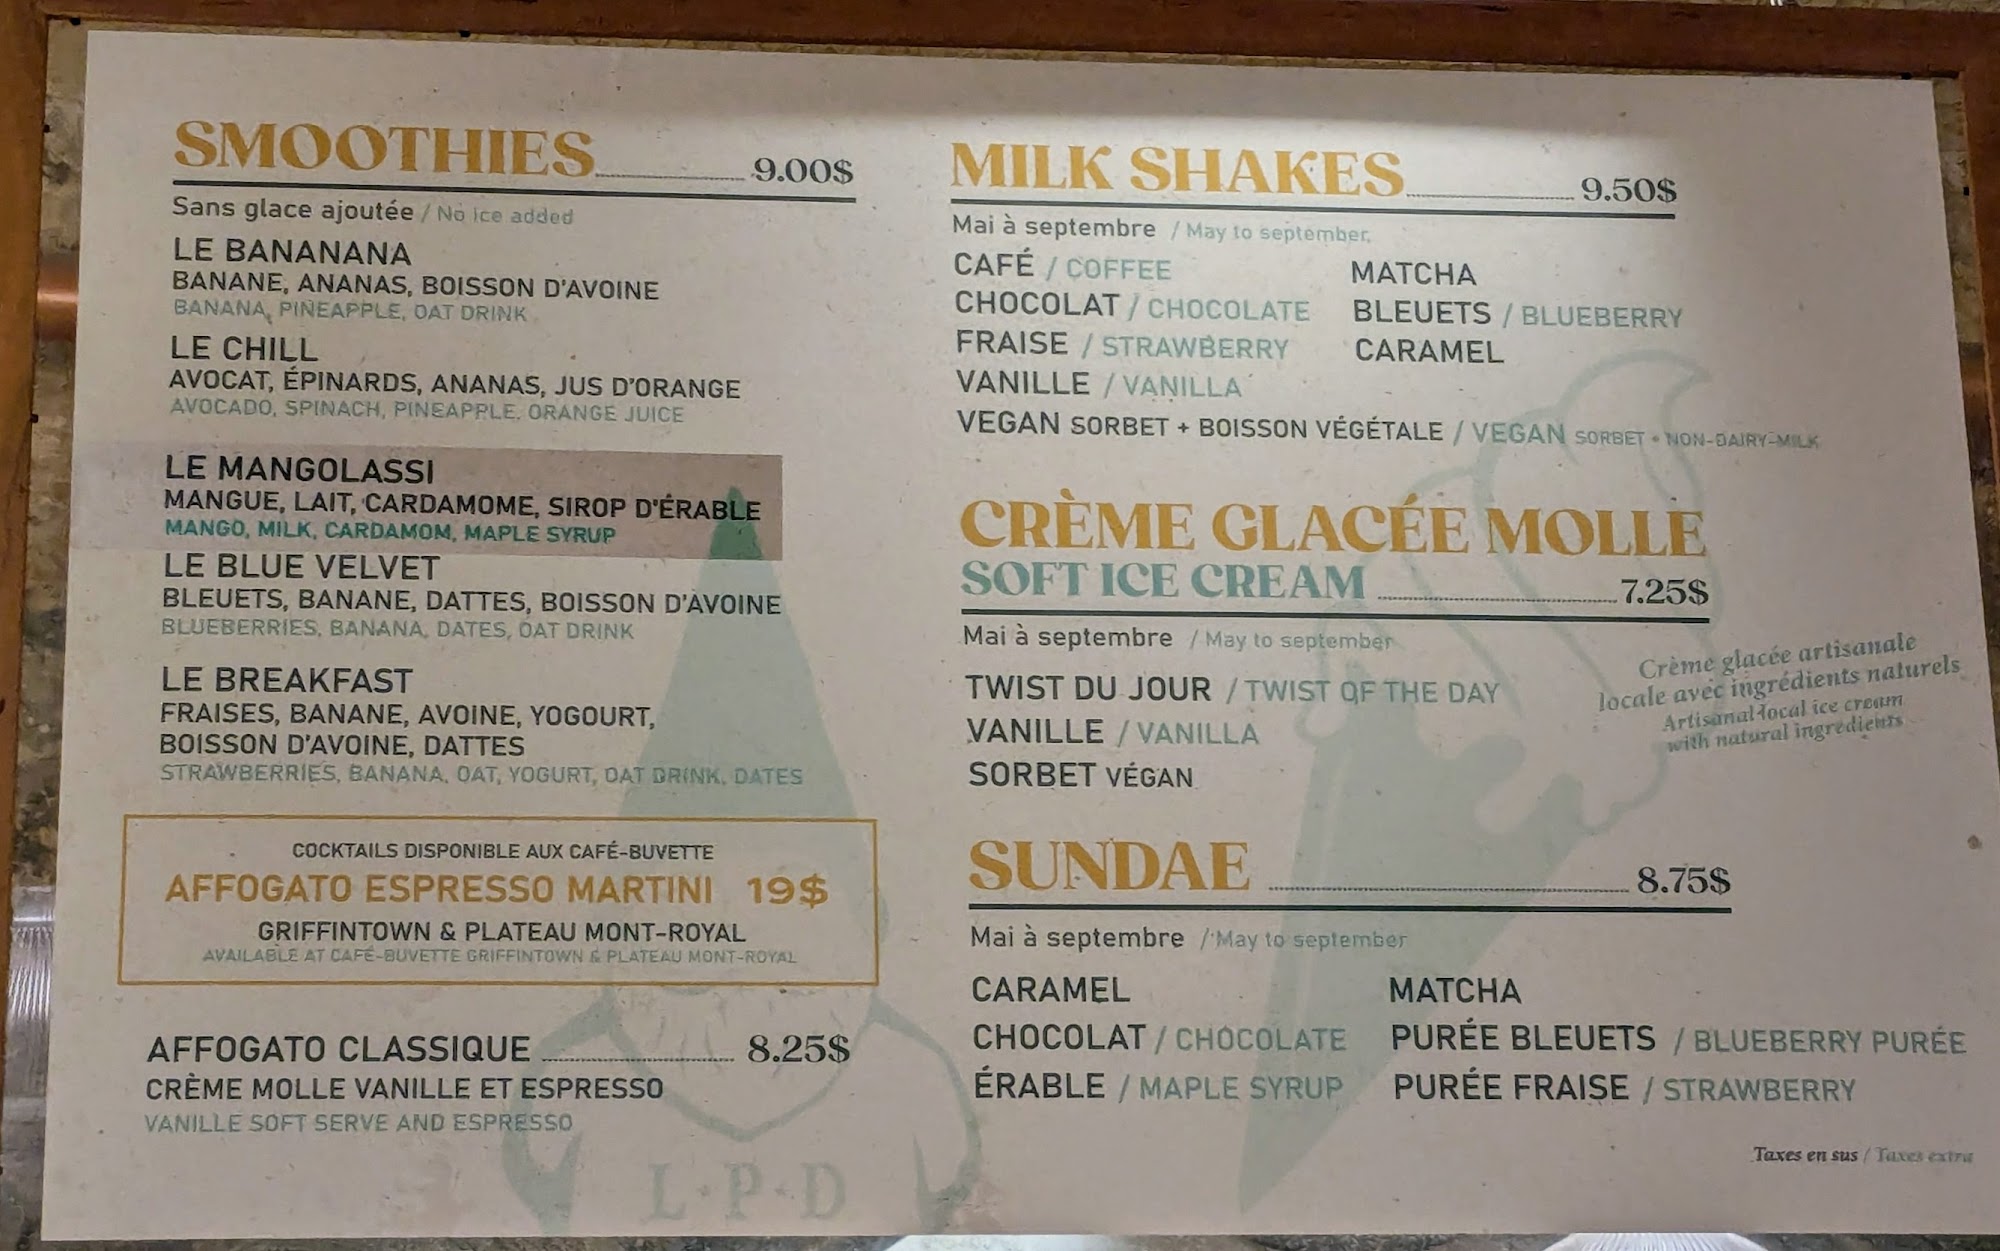 SMOOTHIES 9.00$
Sans glace ajoutée / No ice added
LE BANANANA
BANANE, ANANAS, BOISSON D'AVOINE
BANANA, PINEAPPLE, OAT DRINK
LE CHILL
AVOCAT, ÉPINARDS, ANANAS, JUS D'ORANGE
AVOCADO, SPINACH, PINEAPPLE, ORANGE JUICE
LE MANGOLASSI
MANGUE, LAIT, CARDAMOME, SIROP D'ÉRABLE
MANGO, MILK, CARDAMOM, MAPLE SYRUP
LE BLUE VELVET
BLEUETS, BANANE, DATTES, BOISSON D'AVOINE
BLUEBERRIES, BANANA, DATES, OAT DRINK
LE BREAKFAST
FRAISES, BANANE, AVOINE, YOGOURT,
BOISSON D'AVOINE, DATTES
STRAWBERRIES, BANANA, OAT, YOGURT, OAT DRINK, DATES
COCKTAILS DISPONIBLE AUX CAFÉ-BUVETTE
AFFOGATO ESPRESSO MARTINI 19$
GRIFFINTOWN & PLATEAU MONT-ROYAL
AVAILABLE AT CAFÉ-BUVETTE GRIFFINTOWN & PLATEAU MONT-ROYAL
AFFOGATO CLASSIQUE 8.25$
CRÈME MOLLE VANILLE ET ESPRESSO
VANILLE SOFT SERVE AND ESPRESSO
L·P·D
MILK SHAKES 9.50$
Mai à septembre / May to september,
CAFÉ / COFFEE
CHOCOLAT / CHOCOLATE
FRAISE / STRAWBERRY
VANILLE / VANILLA
MATCHA
BLEUETS / BLUEBERRY
CARAMEL
VEGAN SORBET + BOISSON VÉGÉTALE / VEGAN SORBET + NON-DAIRY-MILK
CRÈME GLACÉE MOLLE
SOFT ICE CREAM 7.25$
Mai à septembre / May to september
TWIST DU JOUR / TWIST OF THE DAY
VANILLE / VANILLA
SORBET VÉGAN
Crème glacée artisanale
locale avec ingrédients naturels
Artisanal local ice cream
with natural ingredients
SUNDAE 8.75$
Mai à septembre / May to september
CARAMEL
CHOCOLAT / CHOCOLATE
ÉRABLE / MAPLE SYRUP
MATCHA
PURÉE BLEUETS / BLUEBERRY PURÉE
PURÉE FRAISE / STRAWBERRY
Taxes en sus / Taxes extra